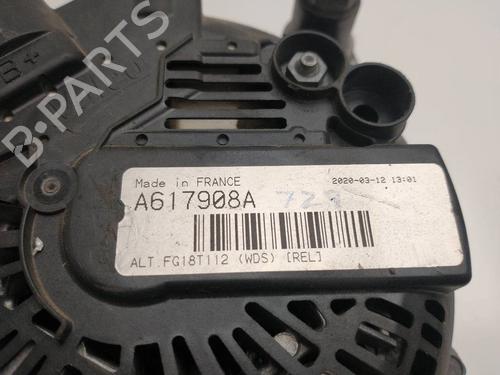 B+
B-PARTS
Made in FRANCE
2020-03-12 13:01
A617908A
ALT.FG18T112 (WDS) [REL]